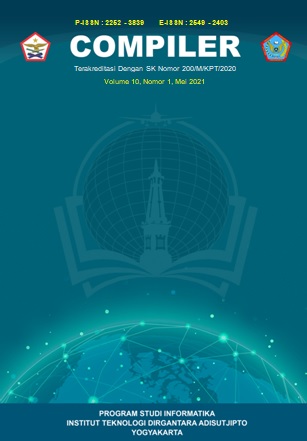 P-ISSN : 2252 - 3839 E-ISSN : 2549 - 2403
COMPILER
Terakreditasi Dengan SK Nomor 200/M/KPT/2020
Volume 10, Nomor 1, Mei 2021
PROGRAM STUDI INFORMATIKA
INSTITUT TEKNOLOGI DIRGANTARA ADISUTJIPTO
YOGYAKARTA